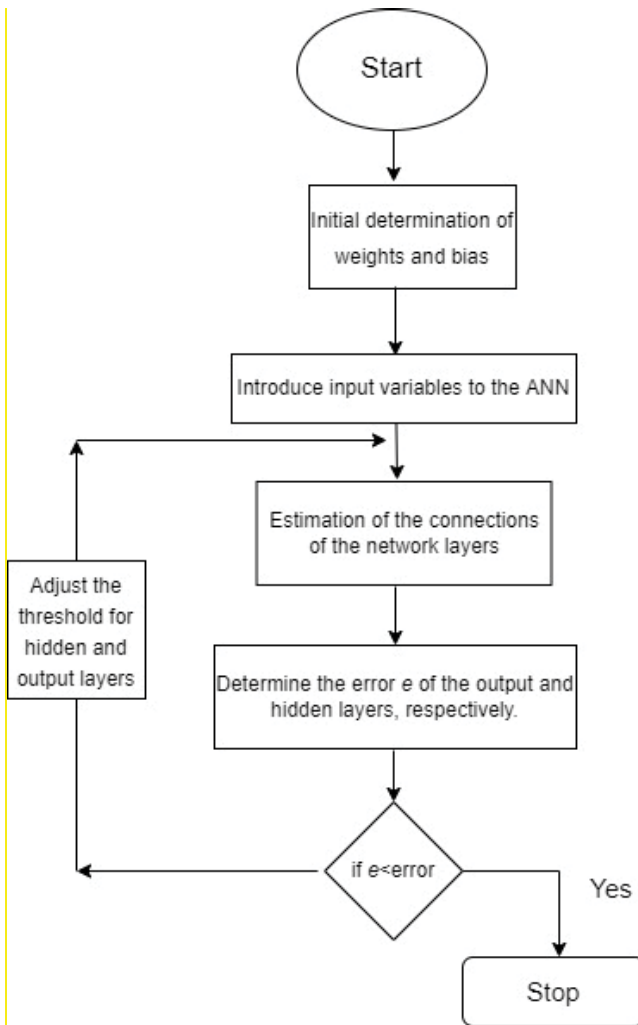 Start
Initial determination of
weights and bias
Introduce input variables to the ANN
Estimation of the connections
of the network layers
Adjust the
threshold for
hidden and
output layers
Determine the error e of the output and
hidden layers, respectively.
if e<error
Yes
Stop